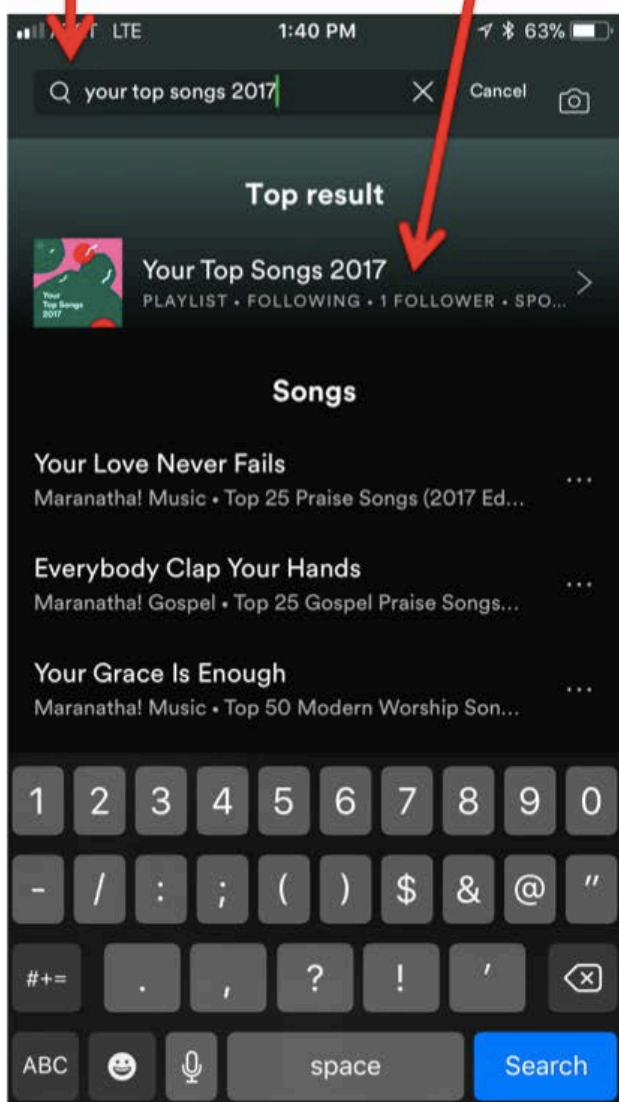 LTE 1:40 PM 63%
your top songs 2017 Cancel
Top result
Your Top Songs 2017
PLAYLIST • FOLLOWING • 1 FOLLOWER • SPO...
Your
Top Songs
2017
Songs
Your Love Never Fails
Maranatha! Music • Top 25 Praise Songs (2017 Ed...
...
Everybody Clap Your Hands
Maranatha! Gospel • Top 25 Gospel Praise Songs...
...
Your Grace Is Enough
Maranatha! Music • Top 50 Modern Worship Son...
...
1 2 3 4 5 6 7 8 9 0
- / : ; ( ) $ & @ "
#+= . , ? ! '
ABC space Search